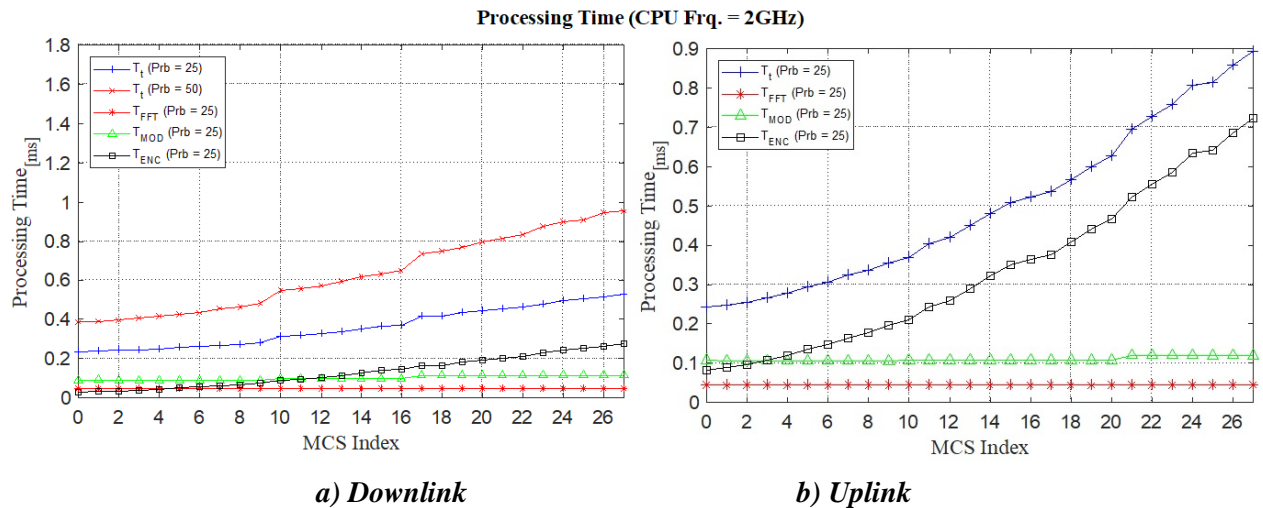 Processing Time (CPU Frq. = 2GHz)
1.8
1.6
1.4
1.2
1
0.8
0.6
0.4
0.2
0
Processing Time[ms]
T_t (Prb = 25)
T_t (Prb = 50)
T_FFT (Prb = 25)
T_MOD (Prb = 25)
T_ENC (Prb = 25)
0 2 4 6 8 10 12 14 16 18 20 22 24 26
MCS Index
a) Downlink
0.9
0.8
0.7
0.6
0.5
0.4
0.3
0.2
0.1
0
Processing Time[ms]
T_t (Prb = 25)
T_FFT (Prb = 25)
T_MOD (Prb = 25)
T_ENC (Prb = 25)
0 2 4 6 8 10 12 14 16 18 20 22 24 26
MCS Index
b) Uplink